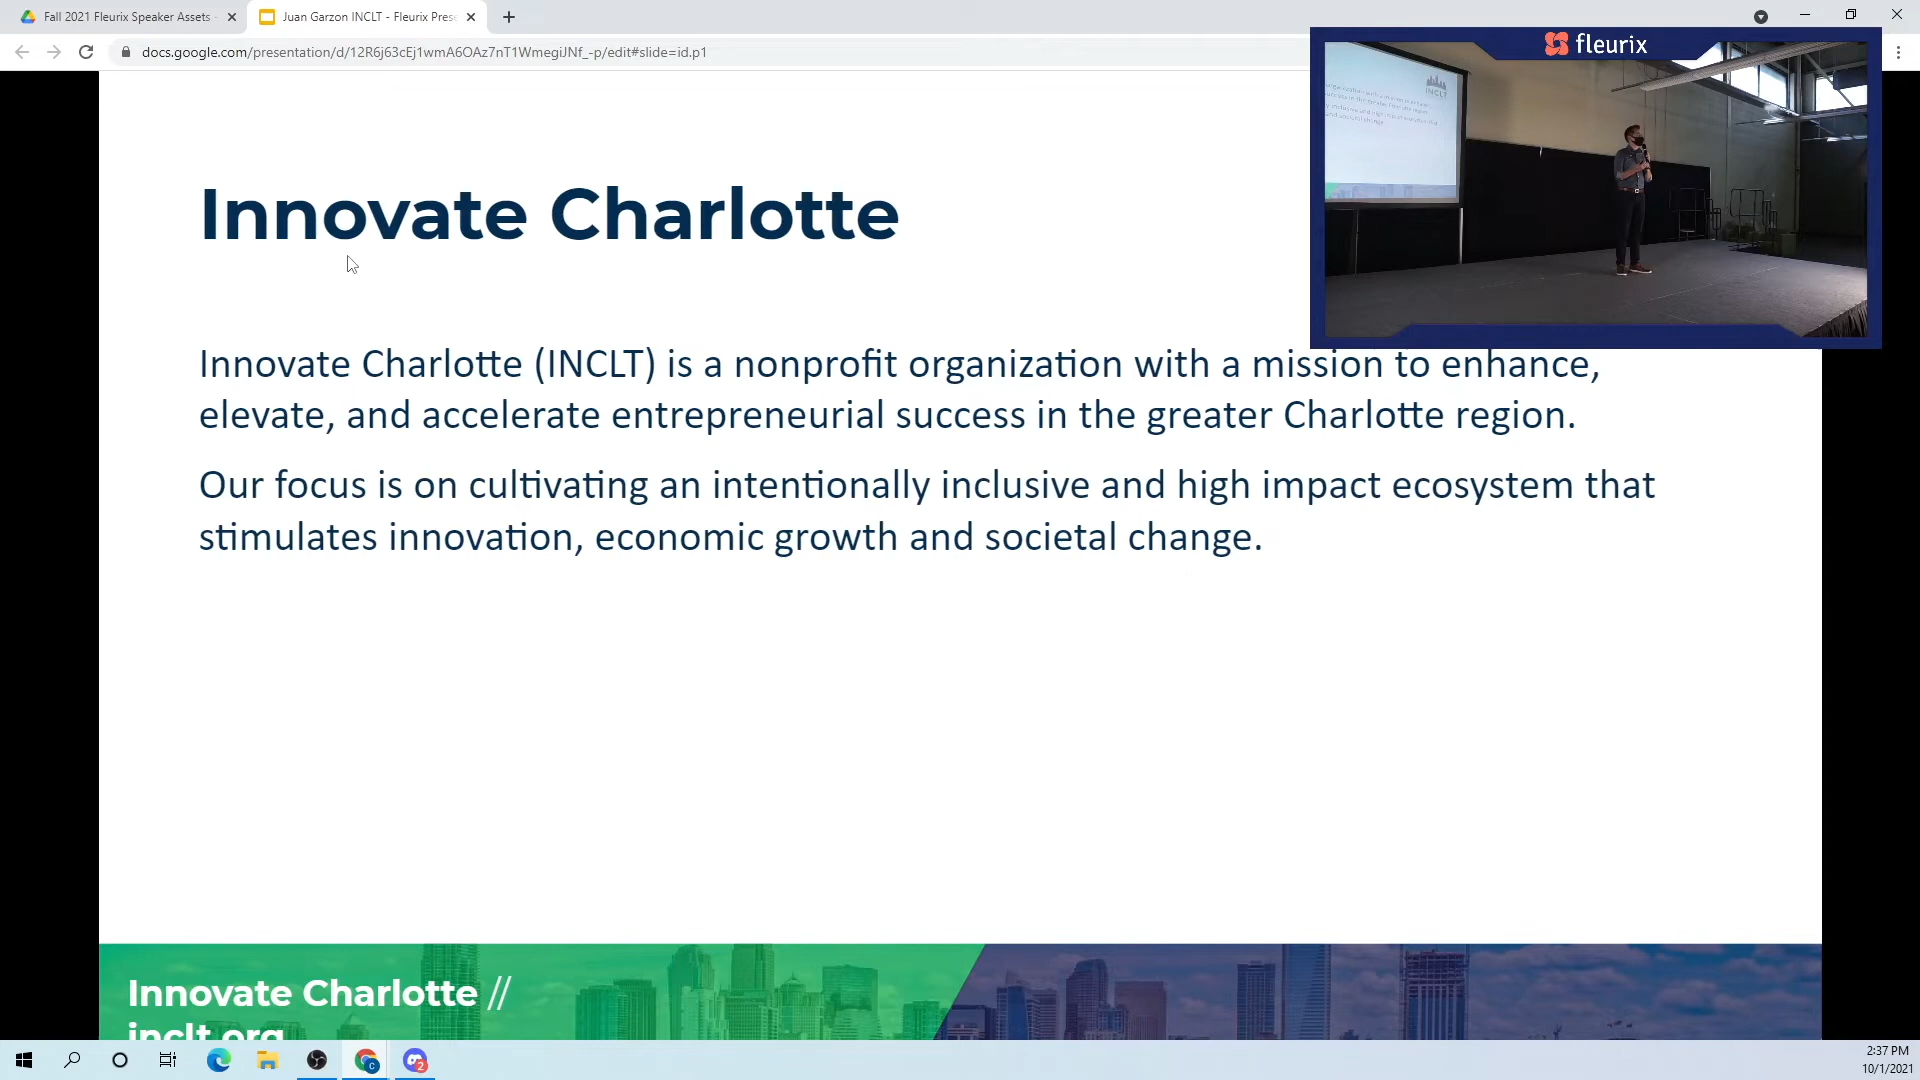 Fall 2021 Fleurix Speaker Assets
Juan Garzon INCLT - Fleurix Prese
docs.google.com/presentation/d/12R6j63cEj1wmA6OAz7nT1WmegiJNf_-p/edit#slide=id.p1
fleurix
INCLT
Innovate Charlotte
Innovate Charlotte (INCLT) is a nonprofit organization with a mission to enhance,
elevate, and accelerate entrepreneurial success in the greater Charlotte region.
Our focus is on cultivating an intentionally inclusive and high impact ecosystem that
stimulates innovation, economic growth and societal change.
Innovate Charlotte //
inclt.org
2:37 PM
10/1/2021